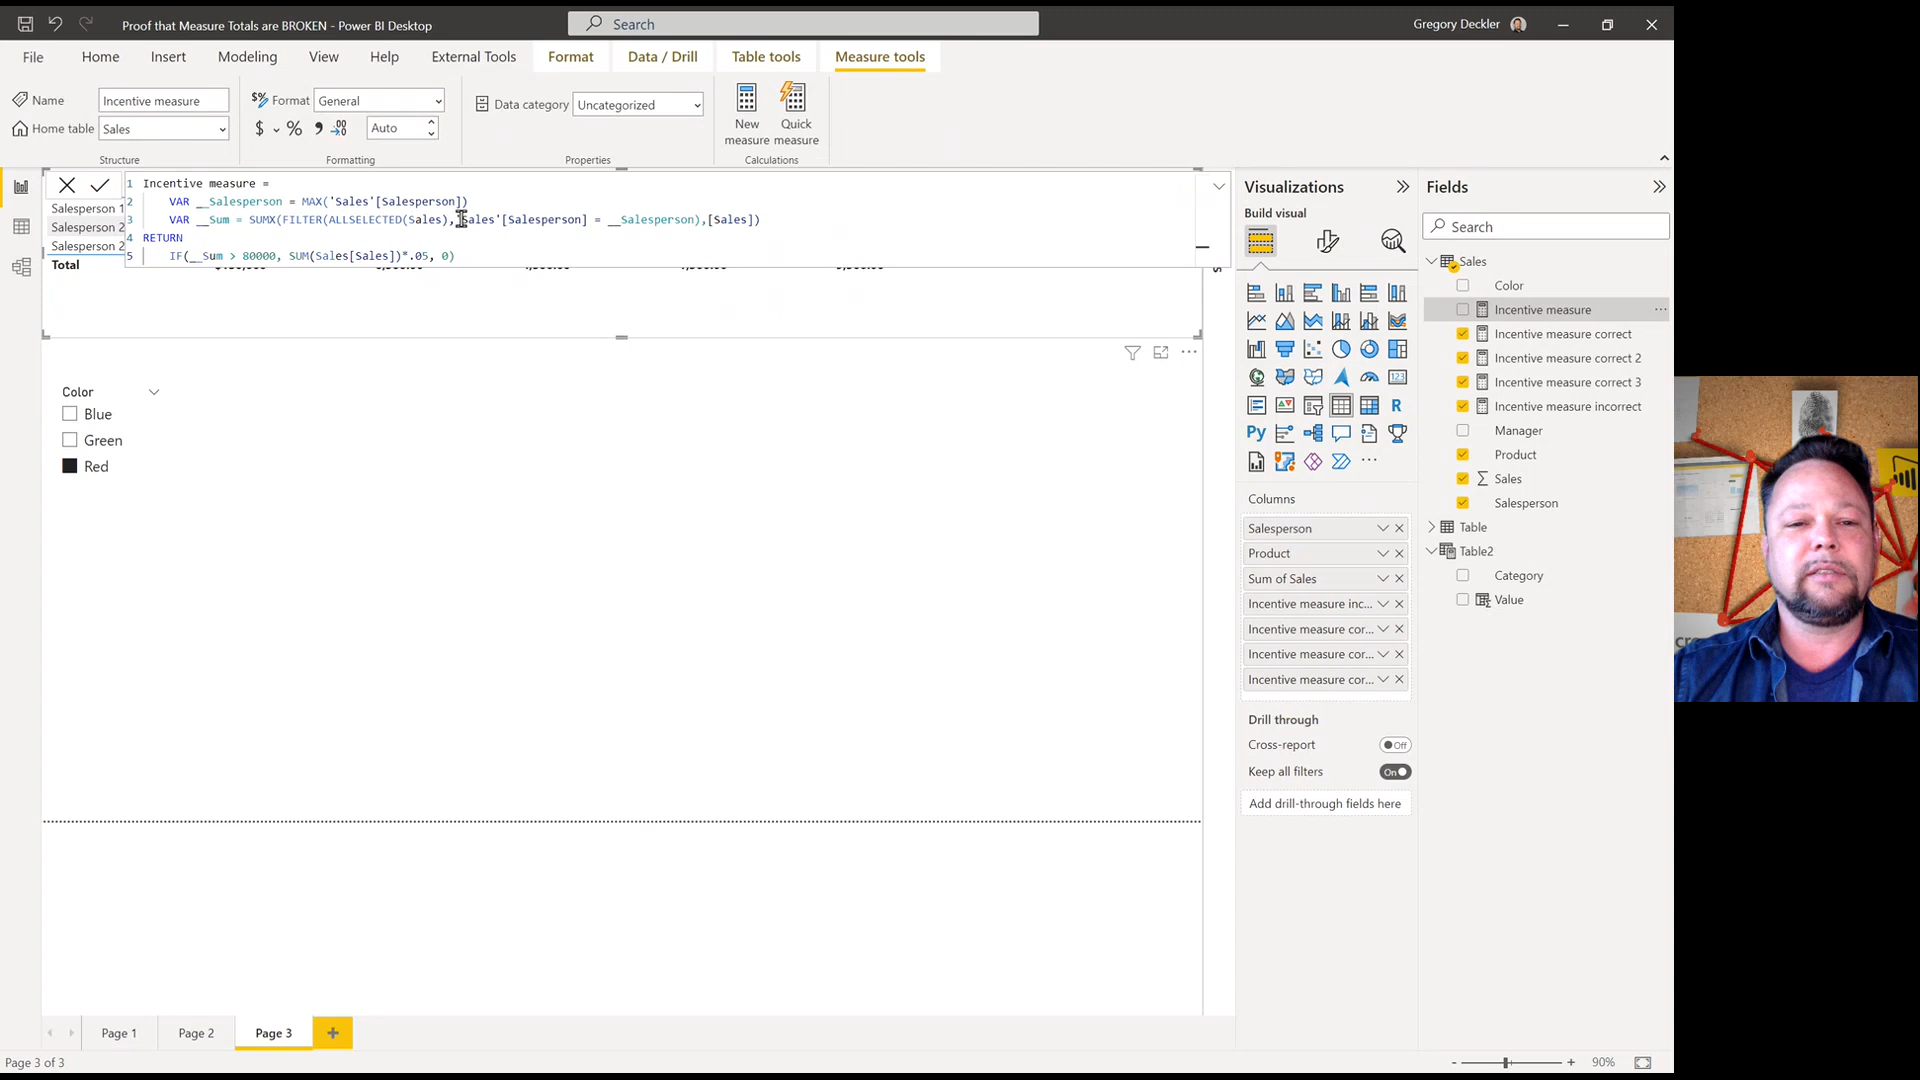 Proof that Measure Totals are BROKEN - Power BI Desktop
Search
Gregory Deckler
File
Home
Insert
Modeling
View
Help
External Tools
Format
Data / Drill
Table tools
Measure tools
Name
Incentive measure
Home table
Sales
Structure
Format
General
$ % 
Auto
Formatting
Data category
Uncategorized
Properties
New measure
Quick measure
Calculations
1 Incentive measure =
2 VAR __Salesperson = MAX('Sales'[Salesperson])
3 VAR __Sum = SUMX(FILTER(ALLSELECTED(Sales),'Sales'[Salesperson] = __Salesperson),[Sales])
4 RETURN
5 IF(__Sum > 80000, SUM(Sales[Sales])*.05, 0)
Salesperson 1
Salesperson 2
Salesperson 2
Total
Color
Blue
Green
Red
Visualizations
Build visual
R
Py
123
Columns
Salesperson
Product
Sum of Sales
Incentive measure inc...
Incentive measure cor...
Incentive measure cor...
Incentive measure cor...
Drill through
Cross-report
Off
Keep all filters
On
Add drill-through fields here
Fields
Search
Sales
Color
Incentive measure
Incentive measure correct
Incentive measure correct 2
Incentive measure correct 3
Incentive measure incorrect
Manager
Product
Sales
Salesperson
Table
Table2
Category
Value
Page 1
Page 2
Page 3
Page 3 of 3
90%